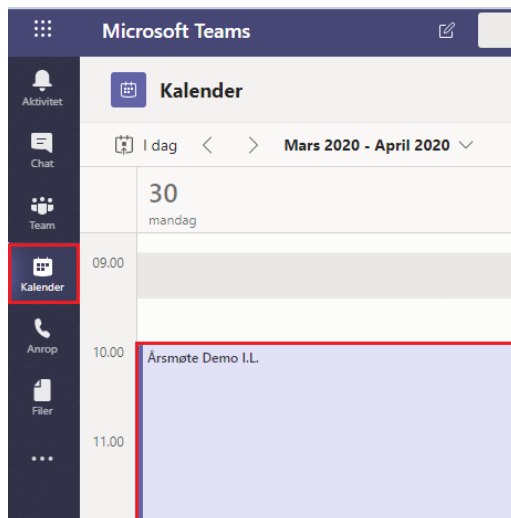 Microsoft Teams
Aktivitet
Chat
Team
Kalender
Anrop
Filer
Kalender
I dag
Mars 2020 - April 2020
30
mandag
09.00
10.00
Årsmøte Demo I.L.
11.00